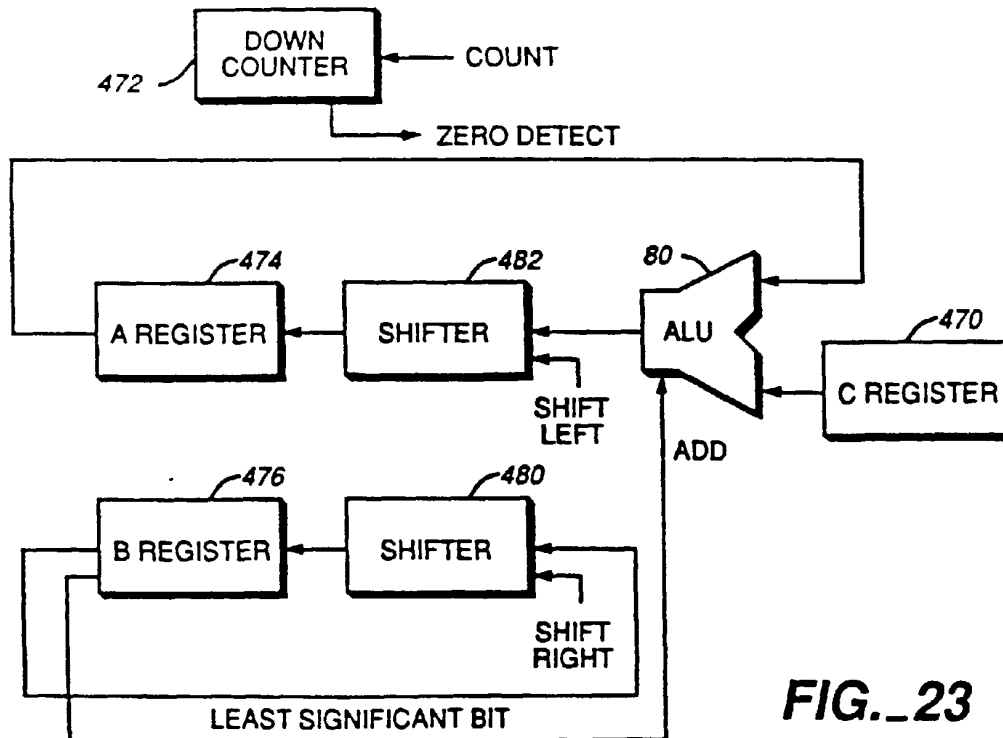 DOWN
COUNTER
472
COUNT
ZERO DETECT
474
A REGISTER
482
SHIFTER
SHIFT
LEFT
80
ALU
470
C REGISTER
ADD
476
B REGISTER
480
SHIFTER
SHIFT
RIGHT
LEAST SIGNIFICANT BIT
FIG._23